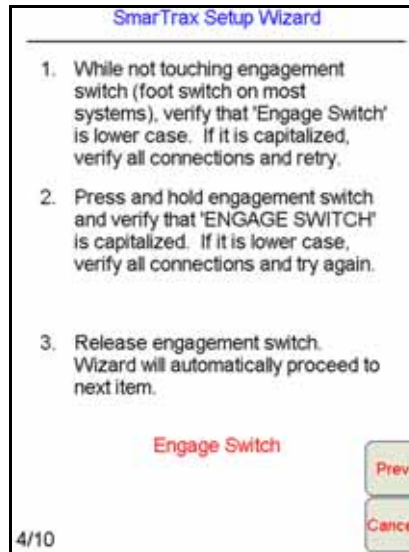 SmarTrax Setup Wizard
1. While not touching engagement
switch (foot switch on most
systems), verify that 'Engage Switch'
is lower case. If it is capitalized,
verify all connections and retry.
2. Press and hold engagement switch
and verify that 'ENGAGE SWITCH'
is capitalized. If it is lower case,
verify all connections and try again.
3. Release engagement switch.
Wizard will automatically proceed to
next item.
Engage Switch
Prev
Cance
4/10